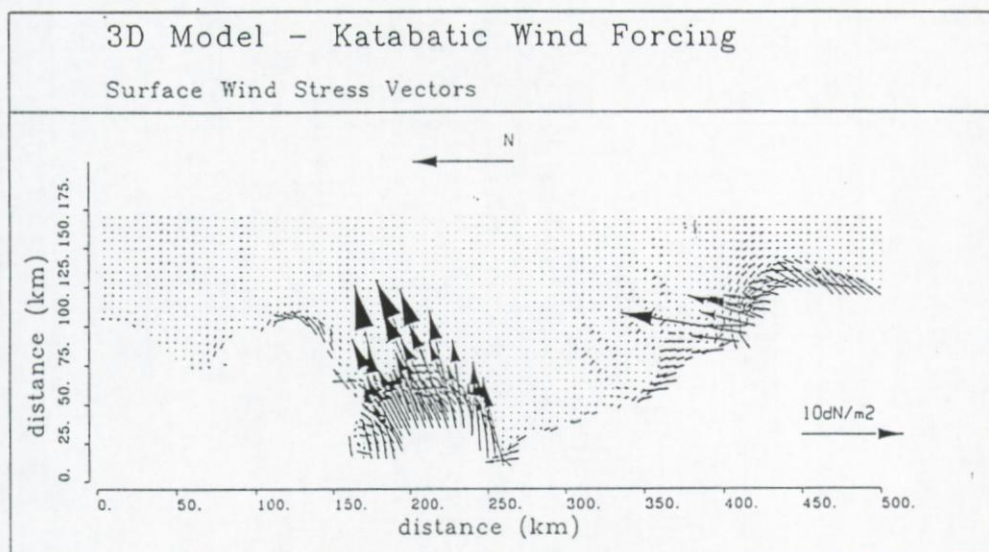 3D Model - Katabatic Wind Forcing
Surface Wind Stress Vectors
N
distance (km)
0. 25. 50. 75. 100. 125. 150. 175.
10dN/m2
0. 50. 100. 150. 200. 250. 300. 350. 400. 450. 500.
distance (km)